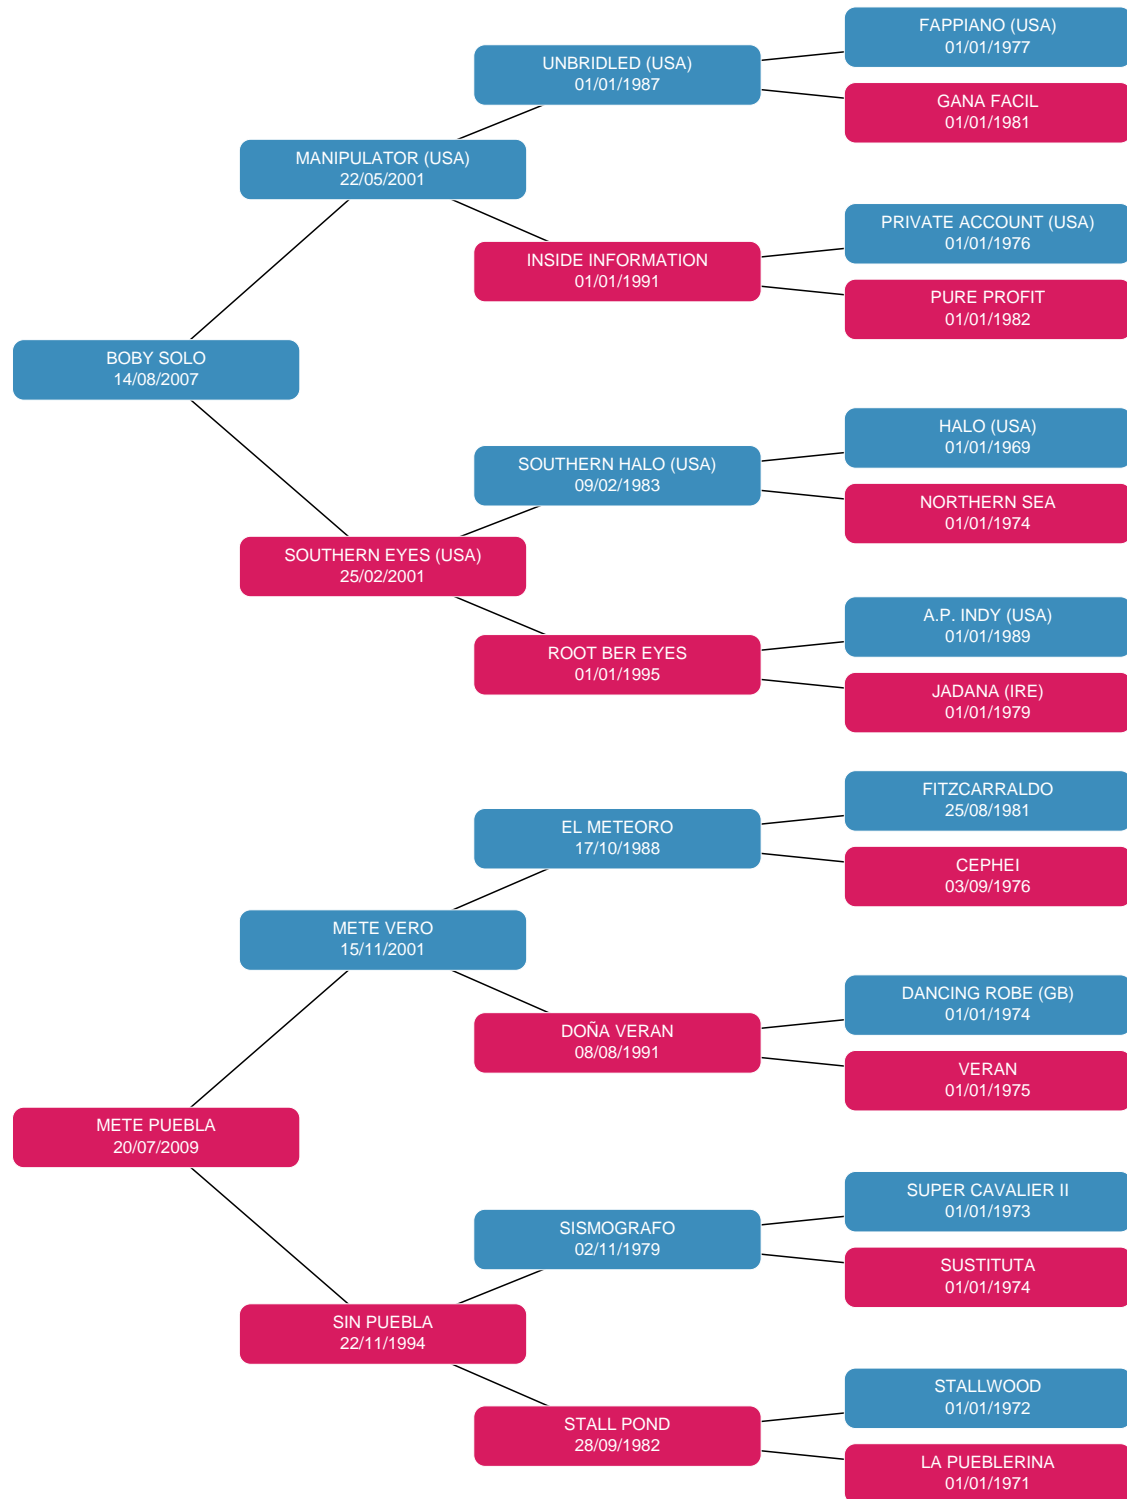 FAPPIANO (USA)
01/01/1977
UNBRIDLED (USA)
01/01/1987
GANA FACIL
01/01/1981
MANIPULATOR (USA)
22/05/2001
PRIVATE ACCOUNT (USA)
01/01/1976
INSIDE INFORMATION
01/01/1991
PURE PROFIT
01/01/1982
BOBY SOLO
14/08/2007
HALO (USA)
01/01/1969
SOUTHERN HALO (USA)
09/02/1983
NORTHERN SEA
01/01/1974
SOUTHERN EYES (USA)
25/02/2001
A.P. INDY (USA)
01/01/1989
ROOT BER EYES
01/01/1995
JADANA (IRE)
01/01/1979
FITZCARRALDO
25/08/1981
EL METEORO
17/10/1988
CEPHEI
03/09/1976
METE VERO
15/11/2001
DANCING ROBE (GB)
01/01/1974
DOÑA VERAN
08/08/1991
VERAN
01/01/1975
METE PUEBLA
20/07/2009
SUPER CAVALIER II
01/01/1973
SISMOGRAFO
02/11/1979
SUSTITUTA
01/01/1974
SIN PUEBLA
22/11/1994
STALLWOOD
01/01/1972
STALL POND
28/09/1982
LA PUEBLERINA
01/01/1971